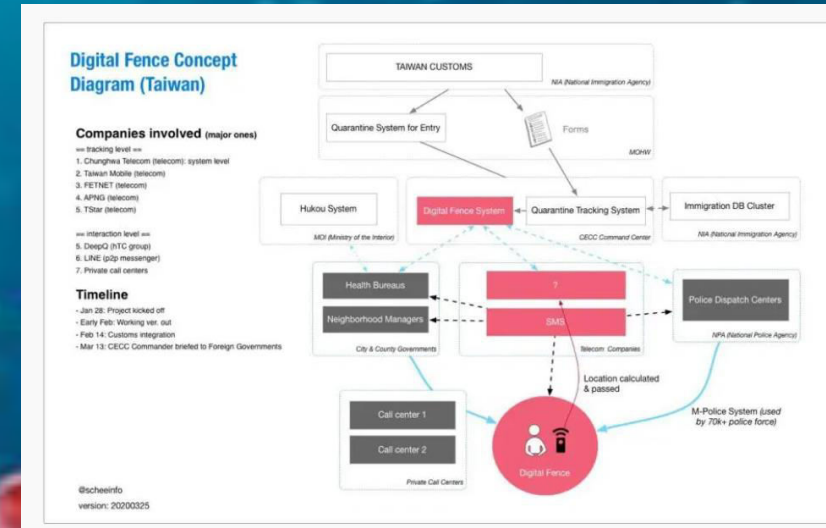 Digital Fence Concept
Diagram (Taiwan)
Companies involved (major ones)
== tracking level ==
1. Chunghwa Telecom (telecom): system level
2. Taiwan Mobile (telecom)
3. FETNET (telecom)
4. APNG (telecom)
5. TStar (telecom)
== interaction level ==
5. DeepQ (hTC group)
6. LINE (p2p messenger)
7. Private call centers
Timeline
- Jan 28: Project kicked off
- Early Feb: Working ver. out
- Feb 14: Customs integration
- Mar 13: CECC Commander briefed to Foreign Governments
@scheeinfo
version: 20200325
TAIWAN CUSTOMS
NIA (National Immigration Agency)
Quarantine System for Entry
Forms
MOHW
Hukou System
MOI (Ministry of the Interior)
Digital Fence System
Quarantine Tracking System
CECC Command Center
Immigration DB Cluster
NIA (National Immigration Agency)
Health Bureaus
Neighborhood Managers
City & County Governments
?
SMS
Telecom Companies
Police Dispatch Centers
NPA (National Police Agency)
Location calculated
& passed
M-Police System (used
by 70k+ police force)
Call center 1
Call center 2
Private Call Centers
Digital Fence